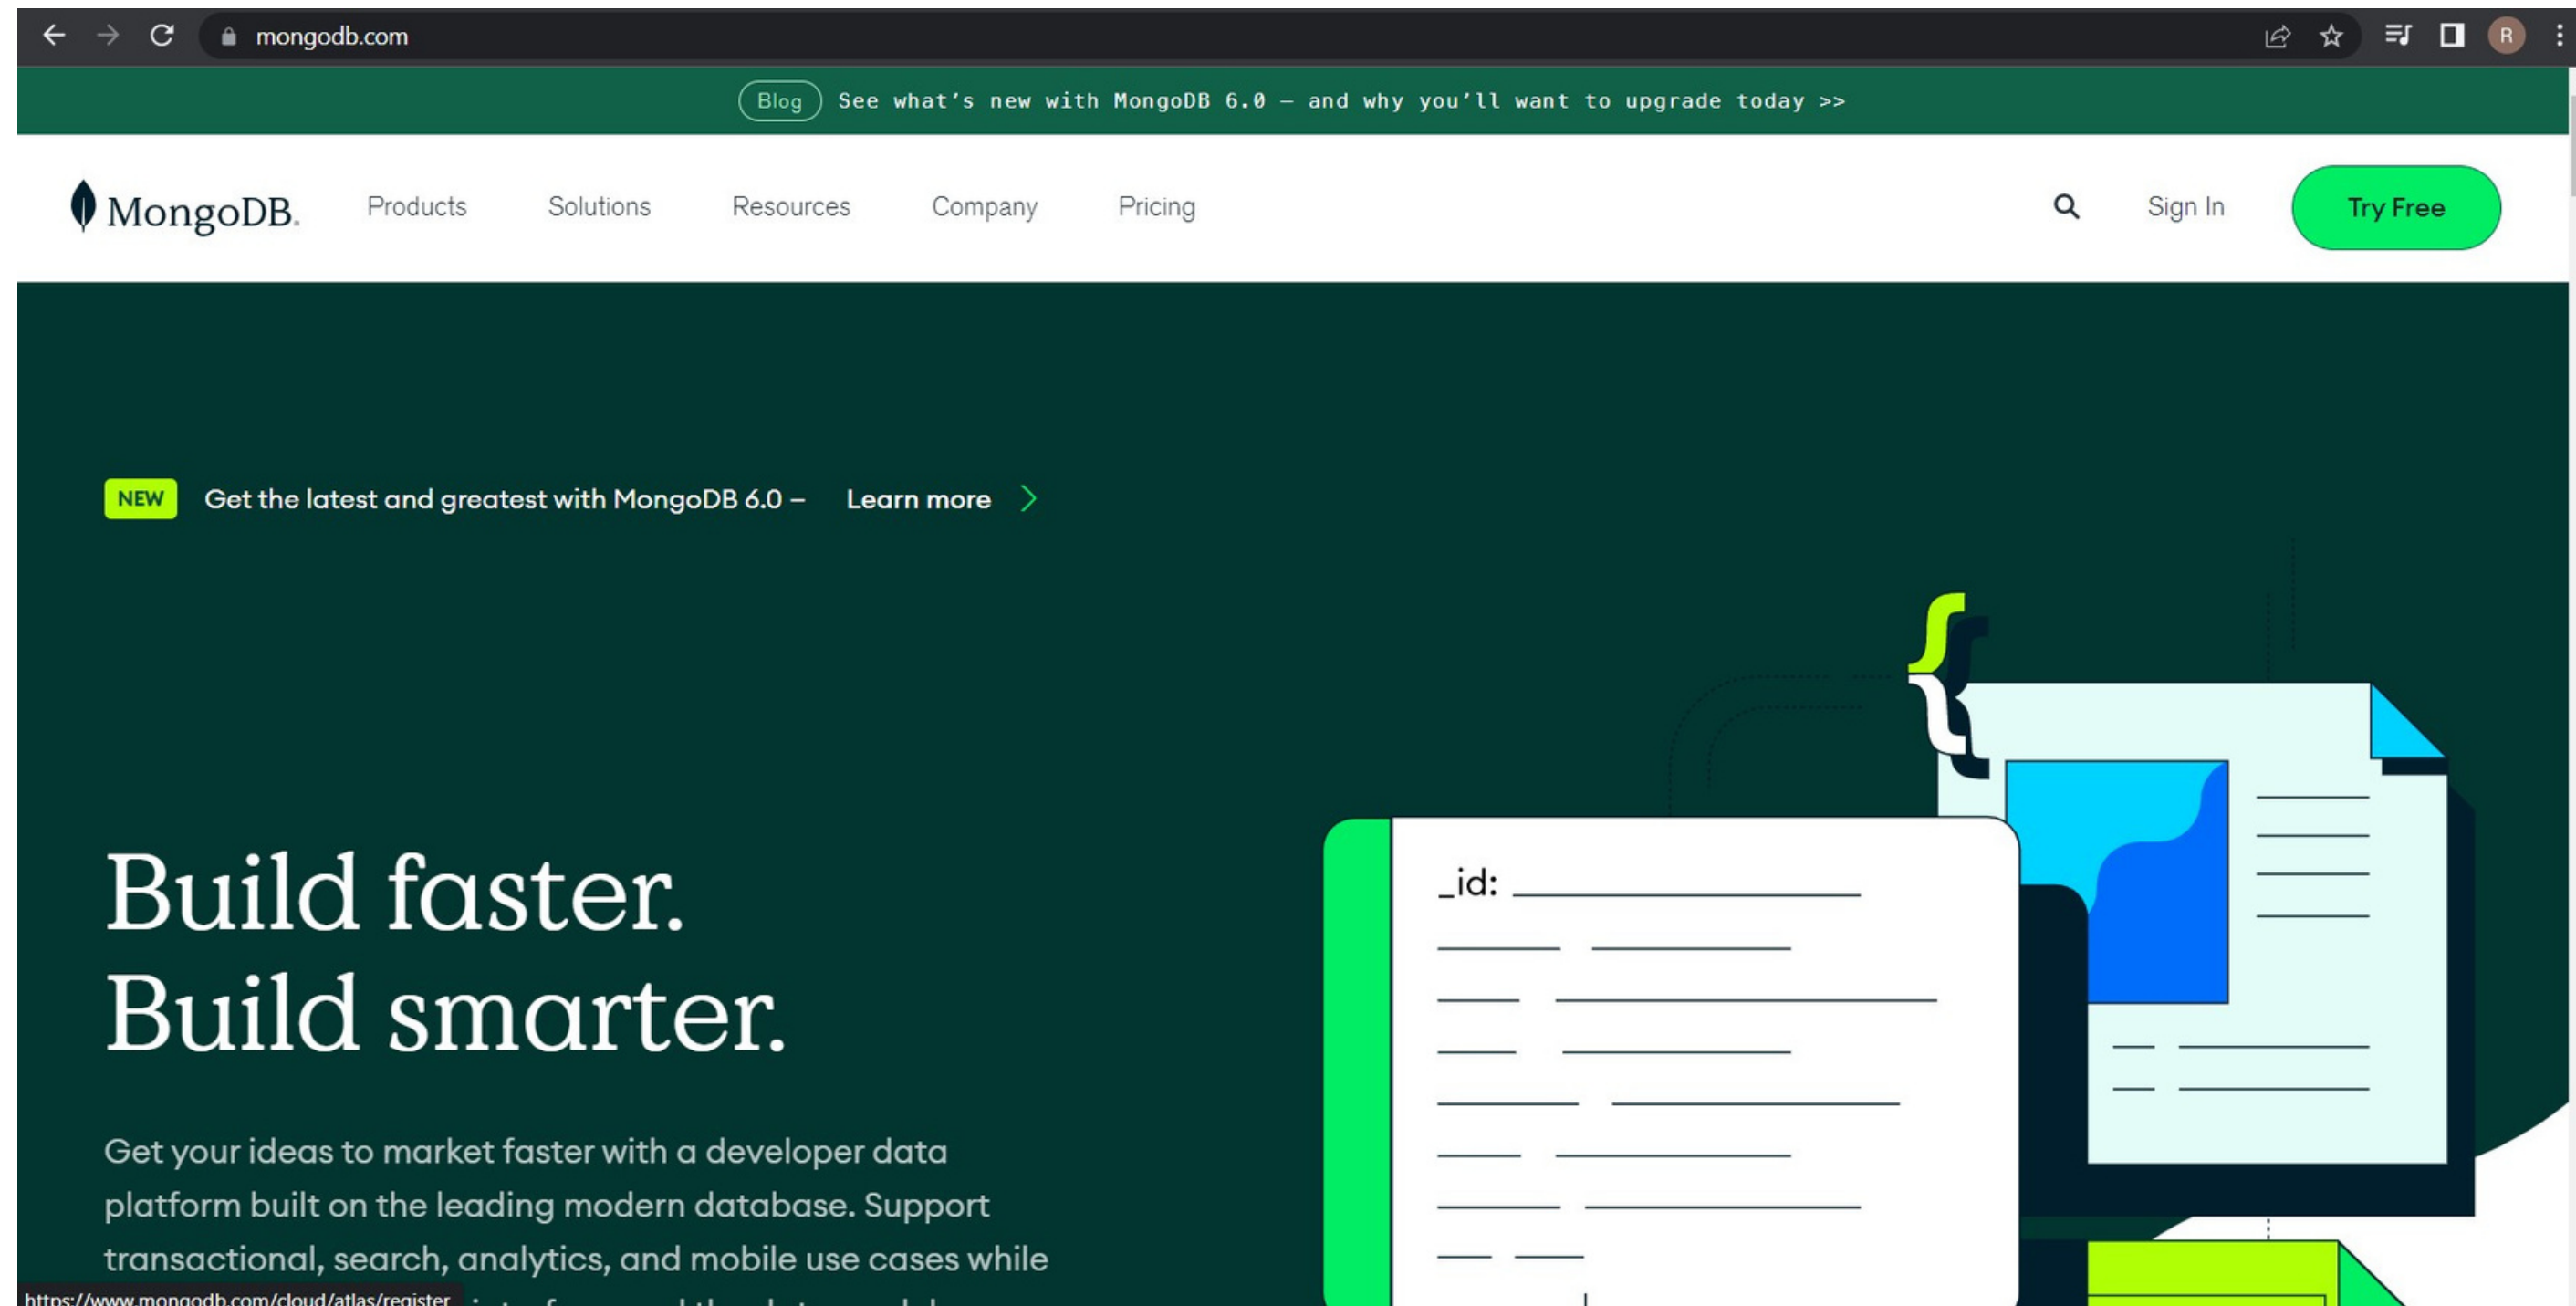 mongodb.com
R
Blog See what's new with MongoDB 6.0 — and why you'll want to upgrade today >>
MongoDB. Products Solutions Resources Company Pricing Sign In Try Free
NEW Get the latest and greatest with MongoDB 6.0 — Learn more
_id:
Build faster.
Build smarter.
Get your ideas to market faster with a developer data
platform built on the leading modern database. Support
transactional, search, analytics, and mobile use cases while
https://www.mongodb.com/cloud/atlas/register